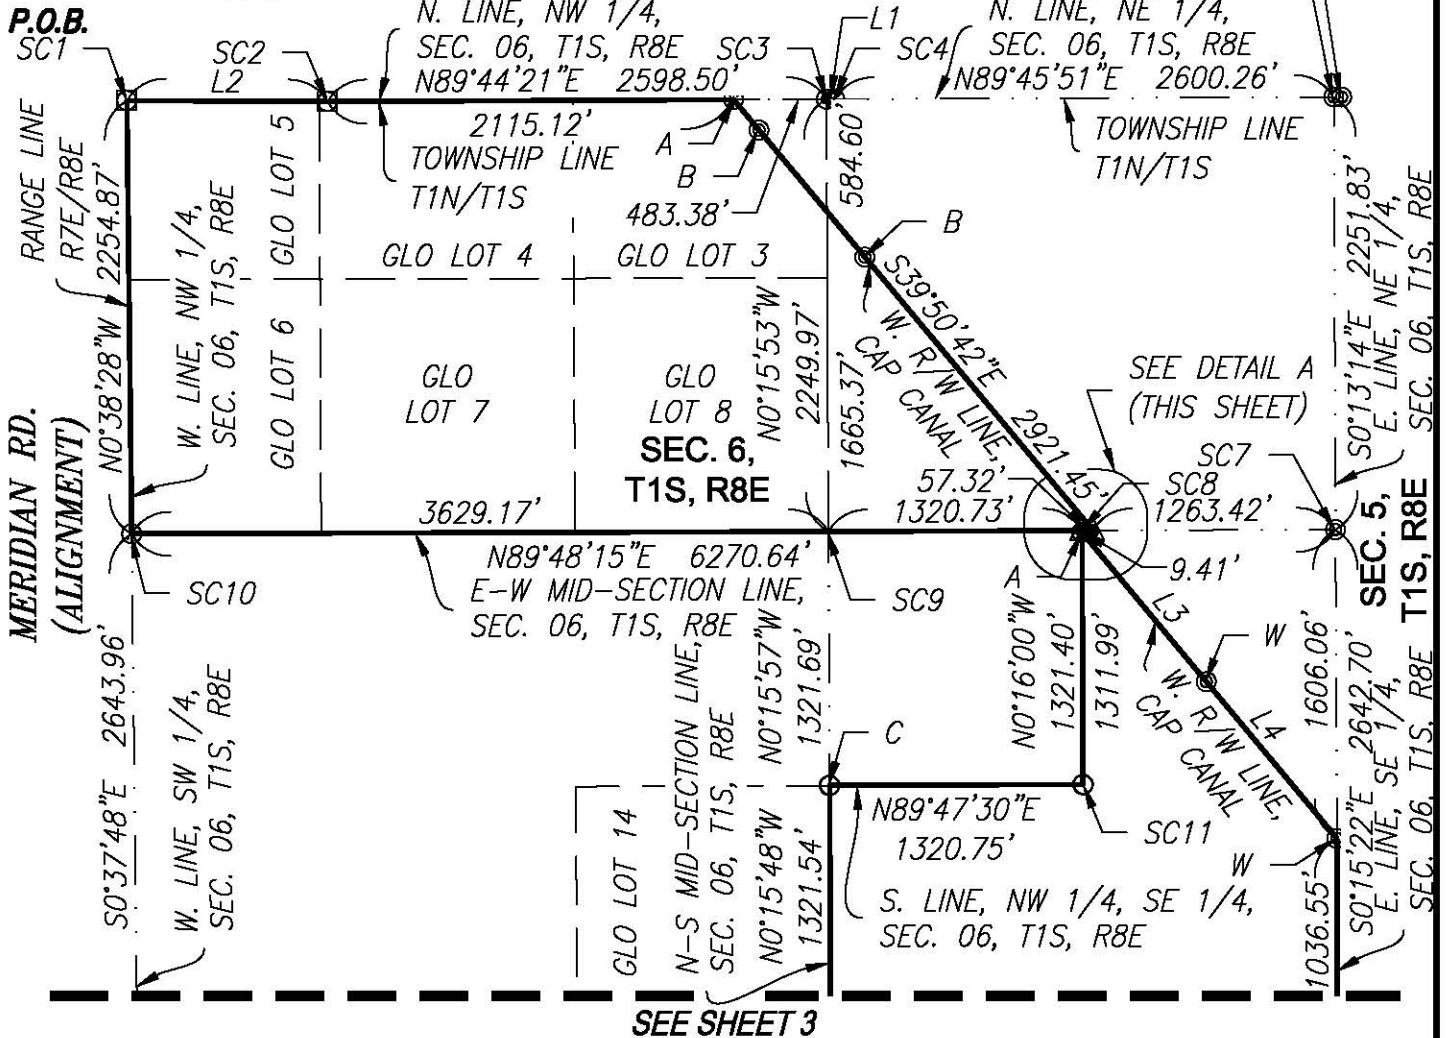 P.O.B.
SC1
SC2
L2
N. LINE, NW 1/4,
SEC. 06, T1S, R8E
N89°44'21"E 2598.50'
SC3
L1
SC4
N. LINE, NE 1/4,
SEC. 06, T1S, R8E
N89°45'51"E 2600.26'
2115.12'
TOWNSHIP LINE
T1N/T1S
A
B
483.38'
584.60'
TOWNSHIP LINE
T1N/T1S
RANGE LINE
R7E/R8E
N0°38'28"W 2254.87'
W. LINE, NW 1/4,
SEC. 06, T1S, R8E
GLO LOT 5
GLO LOT 6
GLO LOT 4
GLO LOT 3
B
S39°50'42"E 2921.45'
W. R/W LINE,
CAP CANAL
S0°13'14"E 2251.83'
E. LINE, NE 1/4,
SEC. 06, T1S, R8E
GLO
LOT 7
GLO
LOT 8
N0°15'53"W
2249.97'
1665.37'
SEE DETAIL A
(THIS SHEET)
MERIDIAN RD.
(ALIGNMENT)
SEC. 6,
T1S, R8E
SC7
SC8
57.32'
3629.17'
1320.73'
1263.42'
SEC. 5,
T1S, R8E
N89°48'15"E 6270.64'
E-W MID-SECTION LINE,
SEC. 06, T1S, R8E
A
9.41'
SC10
SC9
L3
W
L4
W. R/W LINE,
CAP CANAL
N0°16'00"W
1321.40'
1311.99'
1606.06'
S0°37'48"E 2643.96'
W. LINE, SW 1/4,
SEC. 06, T1S, R8E
N-S MID-SECTION LINE,
SEC. 06, T1S, R8E
N0°15'57"W
1321.69'
C
N89°47'30"E
1320.75'
SC11
W
S0°15'22"E 2642.70'
E. LINE, SE 1/4,
SEC. 06, T1S, R8E
GLO LOT 14
N0°15'48"W
1321.54'
S. LINE, NW 1/4, SE 1/4,
SEC. 06, T1S, R8E
1036.55'
SEE SHEET 3